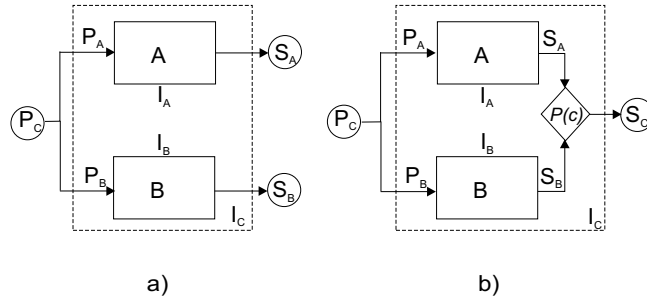 P_A A S_A
I_A
P_C
I_B
P_B B S_B
I_C
a)
P_A A S_A
I_A
P_C P(c) S_C
I_B
P_B B S_B
I_C
b)